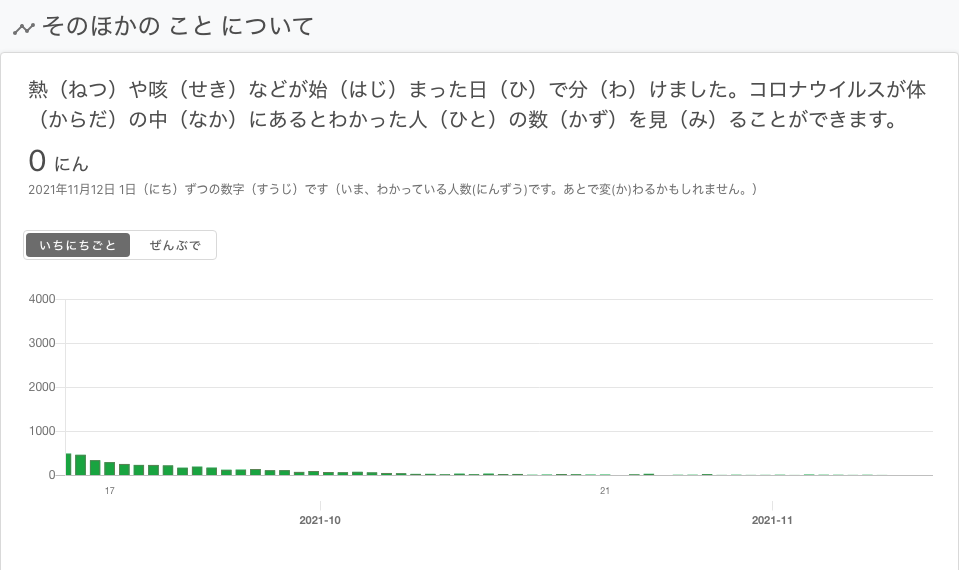 そのほかの こと について
熱（ねつ）や咳（せき）などが始（はじ）まった日（ひ）で分（わ）けました。コロナウイルスが体
（からだ）の中（なか）にあるとわかった人（ひと）の数（かず）を見（み）ることができます。
0 にん
2021年11月12日 1日（にち）ずつの数字（すうじ）です（いま、わかっている人数(にんずう)です。あとで変(か)わるかもしれません。）
いちにちごと ぜんぶで
4000
3000
2000
1000
0
17 21
2021-10 2021-11